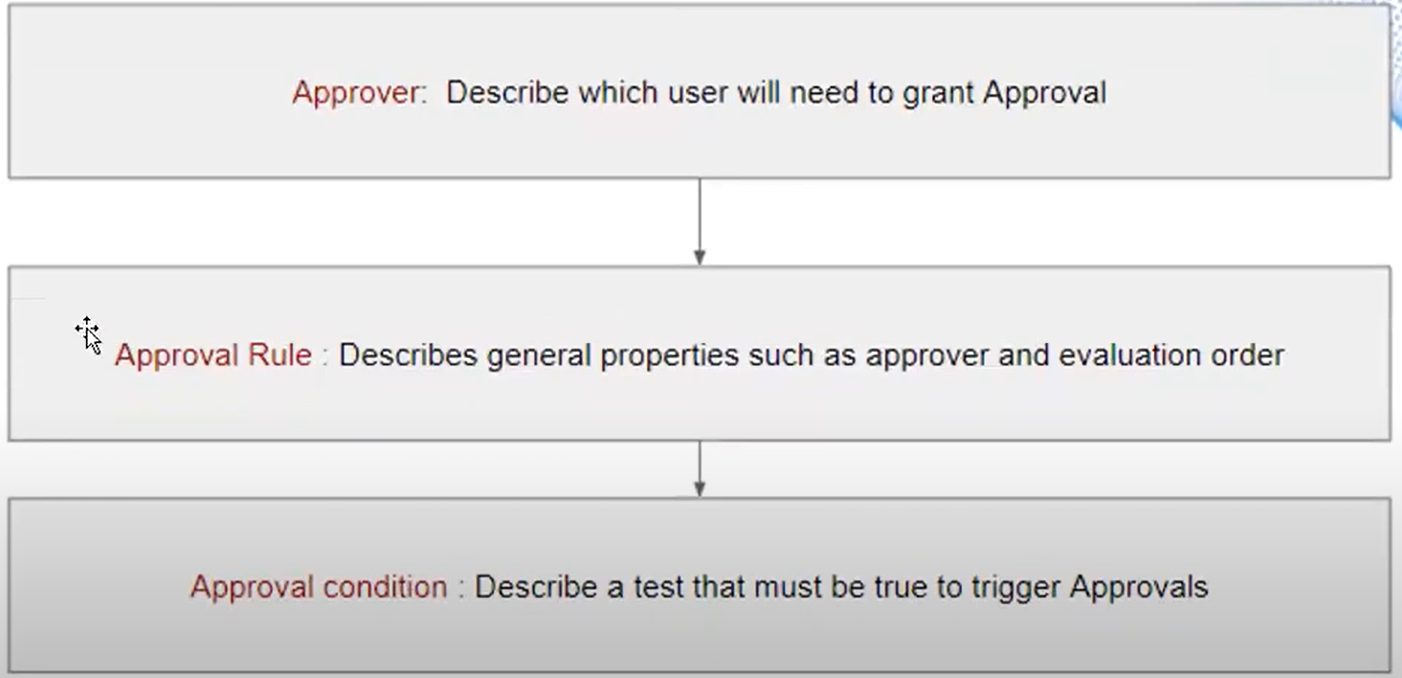 Approver: Describe which user will need to grant Approval
Approval Rule : Describes general properties such as approver and evaluation order
Approval condition : Describe a test that must be true to trigger Approvals